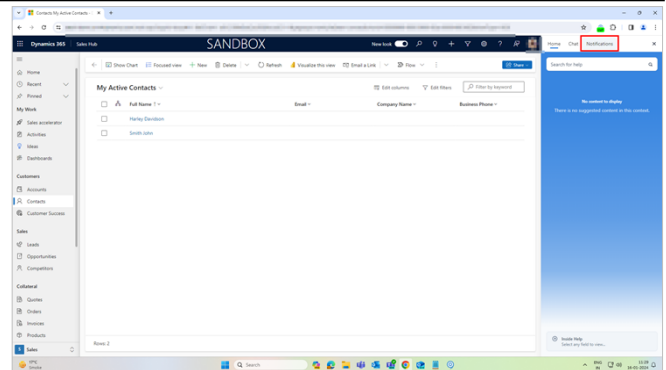 Contacts My Active Contacts -
Dynamics 365 Sales Hub SANDBOX New look
Home Chat Notifications
Show Chart Focused view New Delete Refresh Visualize this view Email a Link Flow Share
Search for help
Home
Recent
Pinned
My Active Contacts
Edit columns Edit filters Filter by keyword
My Work
Full Name Email Company Name Business Phone
Sales accelerator
Harley Davidson
Activities
Smith John
Ideas
Dashboards
No content to display
There is no suggested content in this context.
Customers
Accounts
Contacts
Customer Success
Sales
Leads
Opportunities
Competitors
Collateral
Quotes
Orders
Invoices
Products
Rows: 2
Inside Help
Select any field to view...
S Sales
Search
ENG
IN
11:29